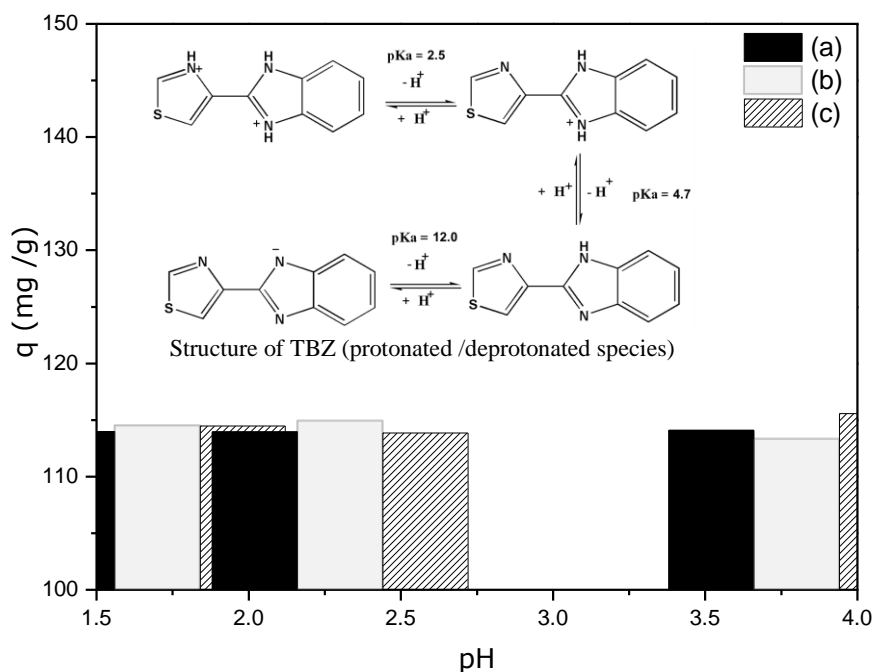 150
140
130
120
110
100
q (mg /g)
1.5 2.0 2.5 3.0 3.5 4.0
pH
(a)
(b)
(c)
H
N+
S
H
N
N
+
H
pKa = 2.5
- H+
+ H+
N
S
H
N
N
+
H
+ H+ - H+ pKa = 4.7
N
S
N
−
N
pKa = 12.0
- H+
+ H+
N
S
H
N
N
Structure of TBZ (protonated /deprotonated species)